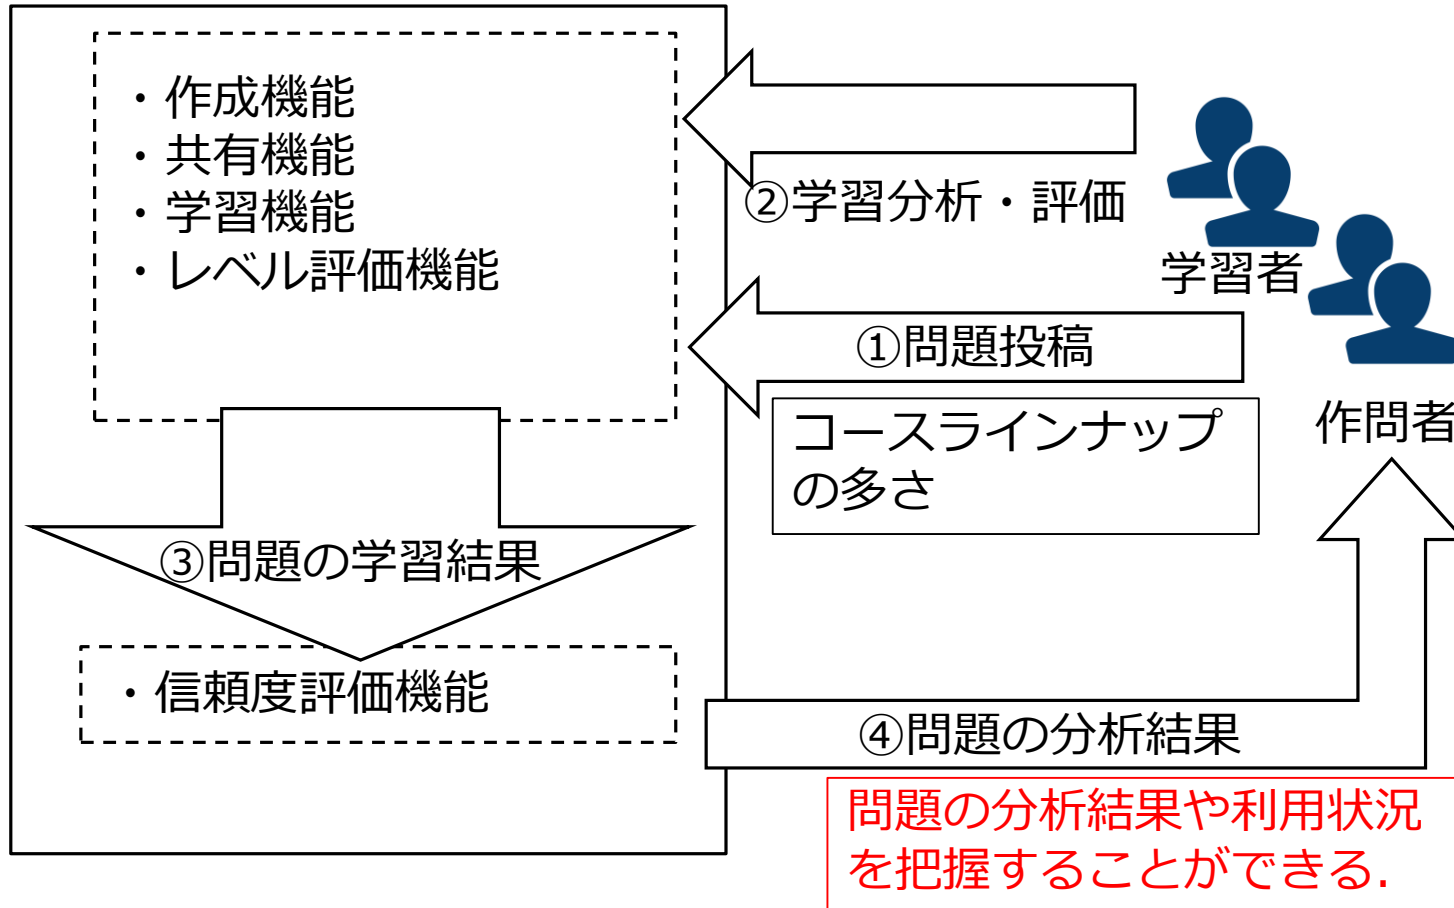 ・作成機能
・共有機能
・学習機能
・レベル評価機能
②学習分析・評価
学習者
①問題投稿
コースラインナップ
の多さ
作問者
③問題の学習結果
・信頼度評価機能
④問題の分析結果
問題の分析結果や利用状況
を把握することができる.